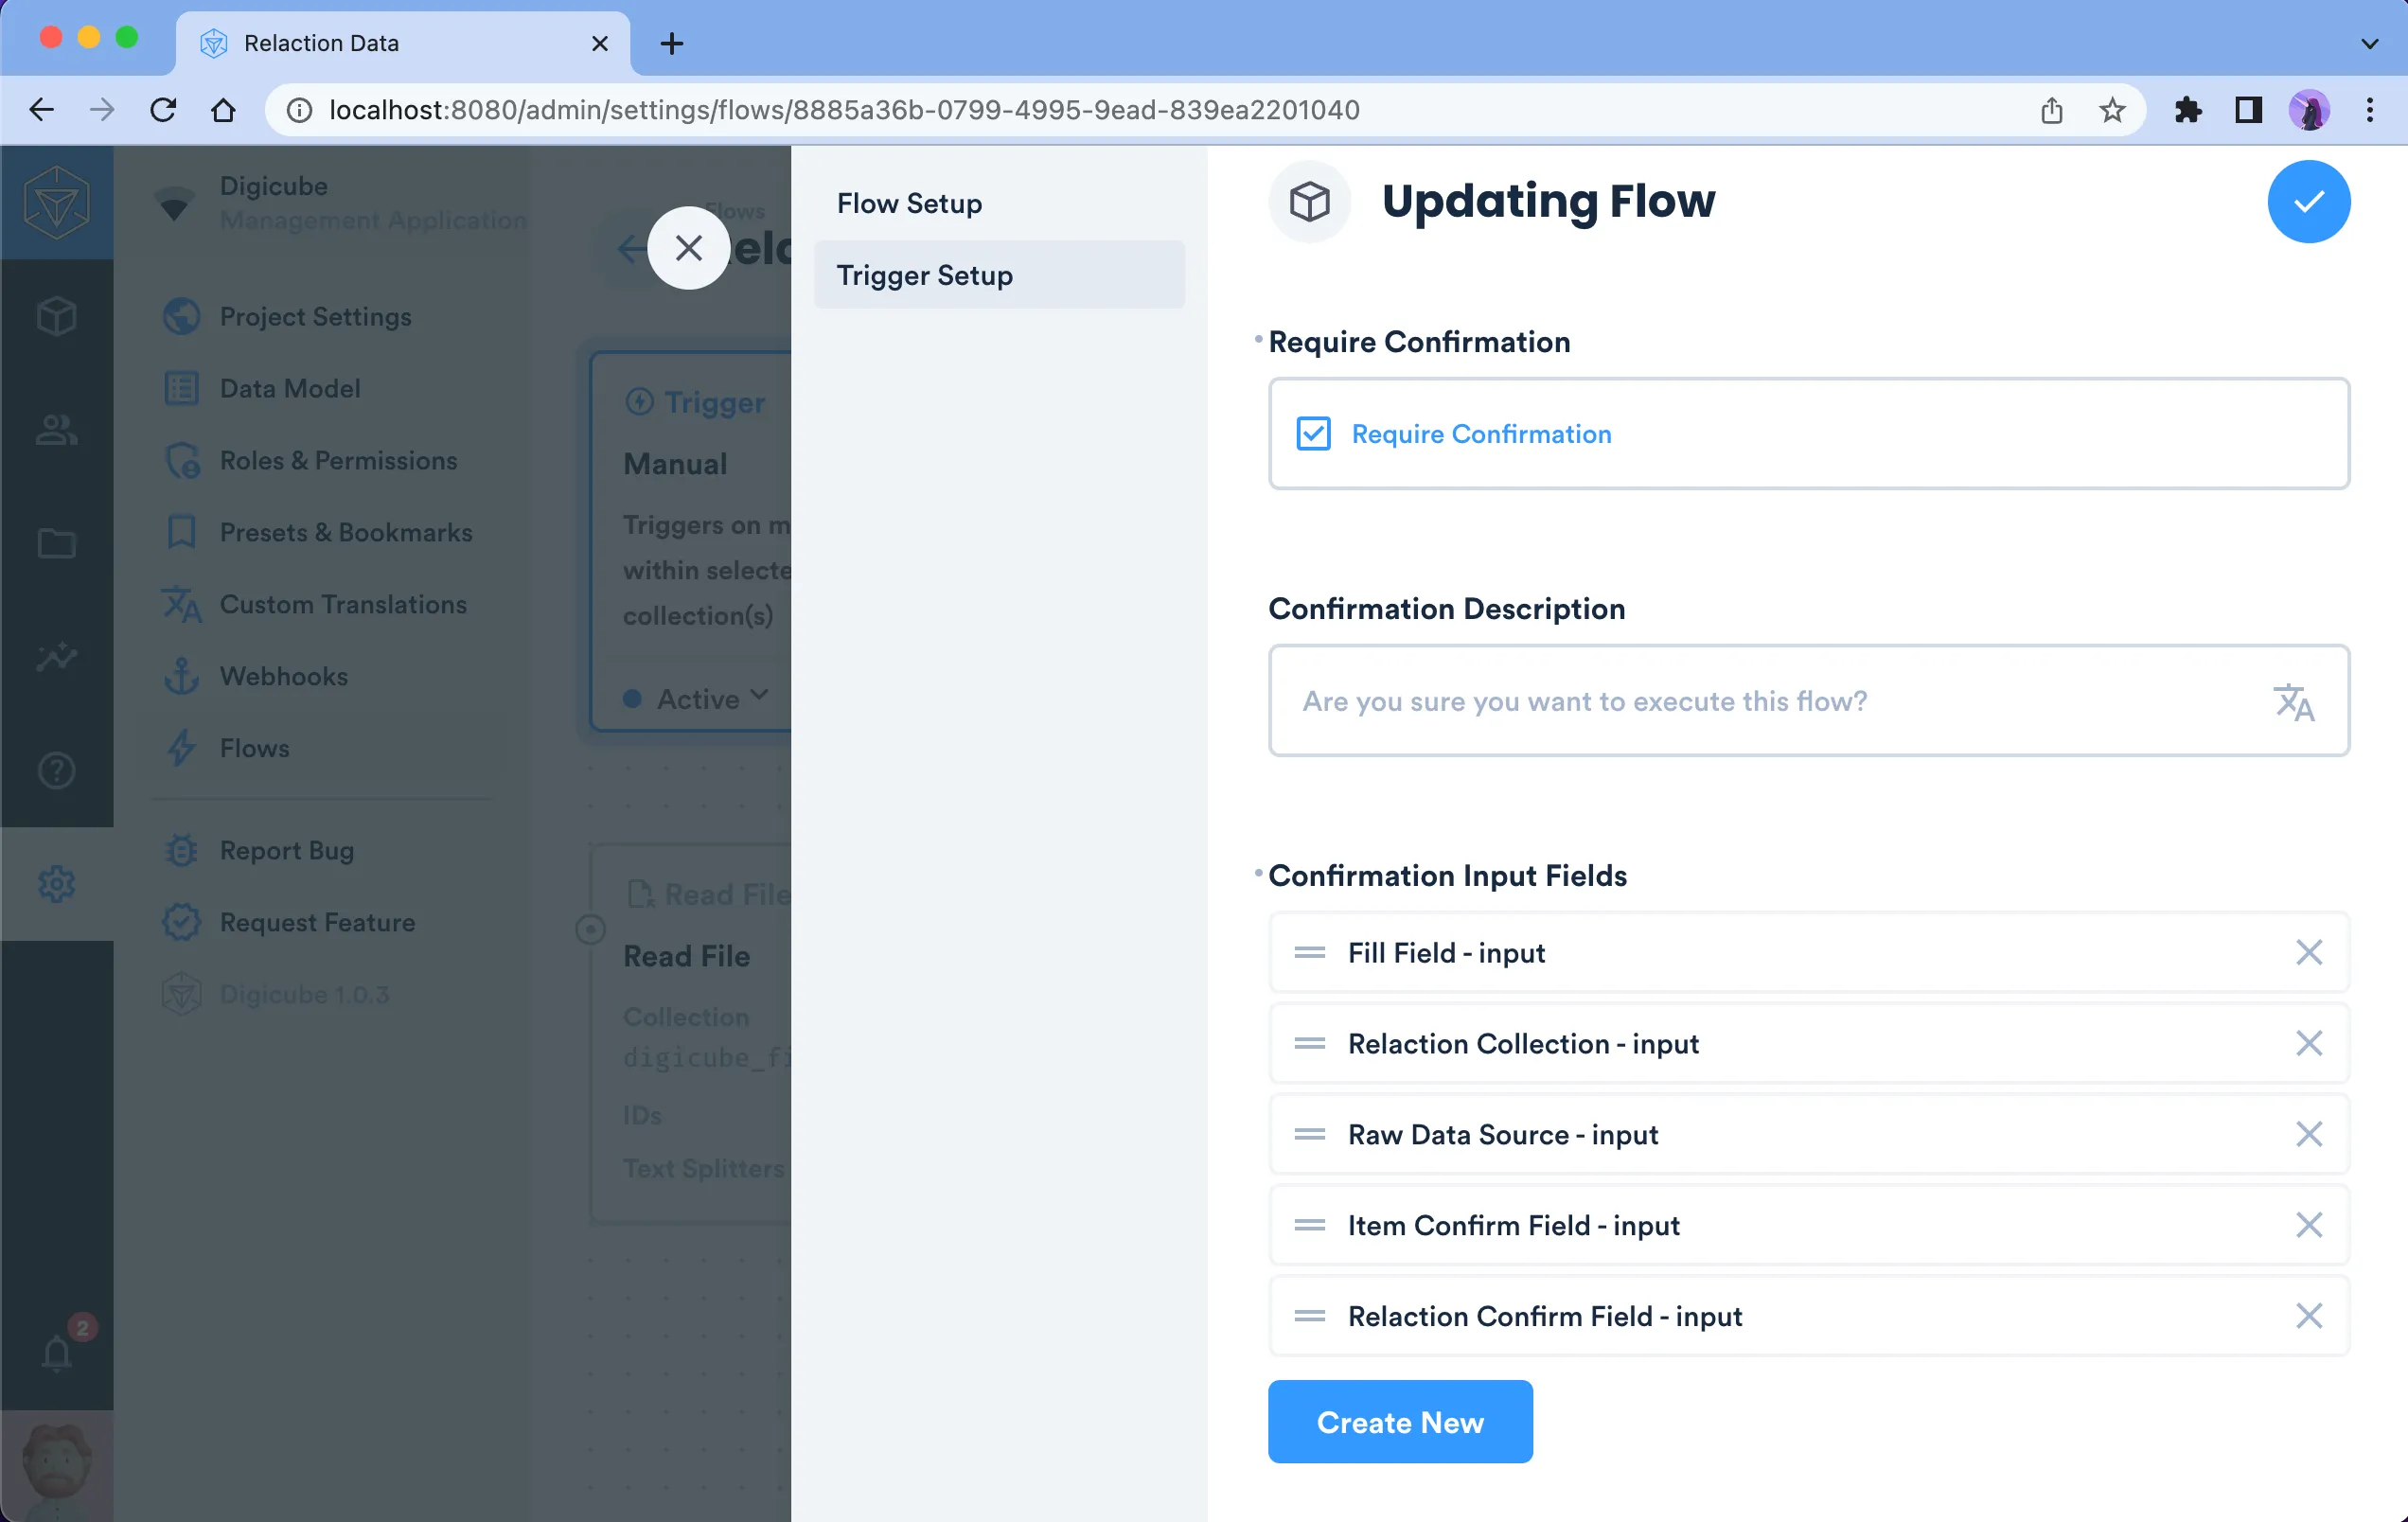 Relaction Data
localhost:8080/admin/settings/flows/8885a36b-0799-4995-9ead-839ea2201040
Digicube
Management Application
Project Settings
Data Model
Roles & Permissions
Presets & Bookmarks
Custom Translations
Webhooks
Flows
Report Bug
Request Feature
Digicube 1.0.3
2
Flows
Trigger
Manual
Triggers on m
within selecte
collection(s)
Active
Read File
Read File
Collection
digicube_fi
IDs
Text Splitters
Flow Setup
Trigger Setup
Updating Flow
Require Confirmation
Require Confirmation
Confirmation Description
Are you sure you want to execute this flow?
Confirmation Input Fields
Fill Field - input
Relaction Collection - input
Raw Data Source - input
Item Confirm Field - input
Relaction Confirm Field - input
Create New